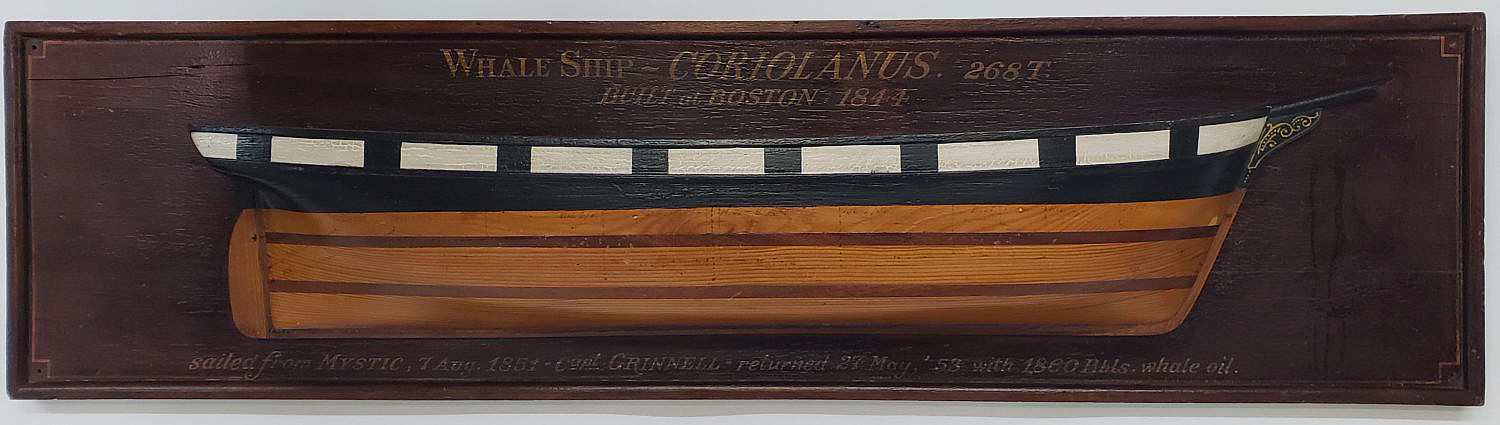 WHALE SHIP - CORIOLANUS. 268 T.
BUILT at BOSTON 1844
sailed from MYSTIC, 7 Aug. 1851 - Capt. GRINNELL - returned 27 May, '53 with 1860 Bbls. whale oil.